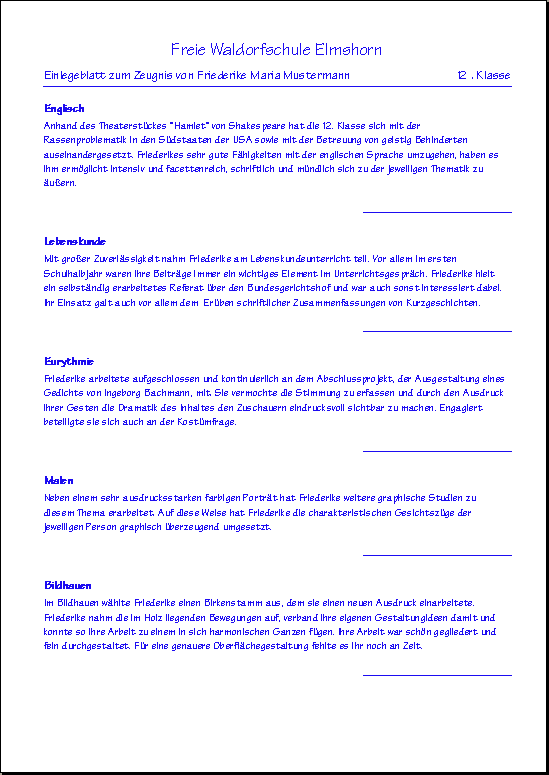 Freie Waldorfschule Elmshorn
Einlegeblatt zum Zeugnis von Friederike Maria Mustermann 12 . Klasse
Englisch
Anhand des Theaterstückes "Hamlet" von Shakespeare hat die 12. Klasse sich mit der
Rassenproblematik in den Südstaaten der USA sowie mit der Betreuung von geistig Behinderten
auseinandergesetzt. Friederikes sehr gute Fähigkeiten mit der englischen Sprache umzugehen, haben es
ihm ermöglicht intensiv und facettenreich, schriftlich und mündlich sich zu der jeweiligen Thematik zu
äußern.
Lebenskunde
Mit großer Zuverlässigkeit nahm Friederike am Lebenskundeunterricht teil. Vor allem im ersten
Schulhalbjahr waren ihre Beiträge immer ein wichtiges Element im Unterrichtsgespräch. Friederike hielt
ein selbständig erarbeitetes Referat über den Bundesgerichtshof und war auch sonst interessiert dabei.
Ihr Einsatz galt auch vor allem dem Erüben schriftlicher Zusammenfassungen von Kurzgeschichten.
Eurythmie
Friederike arbeitete aufgeschlossen und kontinuierlich an dem Abschlussprojekt, der Ausgestaltung eines
Gedichts von Ingeborg Bachmann, mit. Sie vermochte die Stimmung zu erfassen und durch den Ausdruck
ihrer Gesten die Dramatik des Inhaltes den Zuschauern eindrucksvoll sichtbar zu machen. Engagiert
beteiligte sie sich auch an der Kostümfrage.
Malen
Neben einem sehr ausdrucksstarken farbigen Porträt hat Friederike weitere graphische Studien zu
diesem Thema erarbeitet. Auf diese Weise hat Friederike die charakteristischen Gesichtszüge der
jeweiligen Person graphisch überzeugend umgesetzt.
Bildhauen
Im Bildhauen wählte Friederike einen Birkenstamm aus, dem sie einen neuen Ausdruck einarbeitete.
Friederike nahm die im Holz liegenden Bewegungen auf, verband ihre eigenen Gestaltungideen damit und
konnte so ihre Arbeit zu einem in sich harmonischen Ganzen fügen. Ihre Arbeit war schön gegliedert und
fein durchgestaltet. Für eine genauere Oberflächegestaltung fehlte es ihr noch an Zeit.